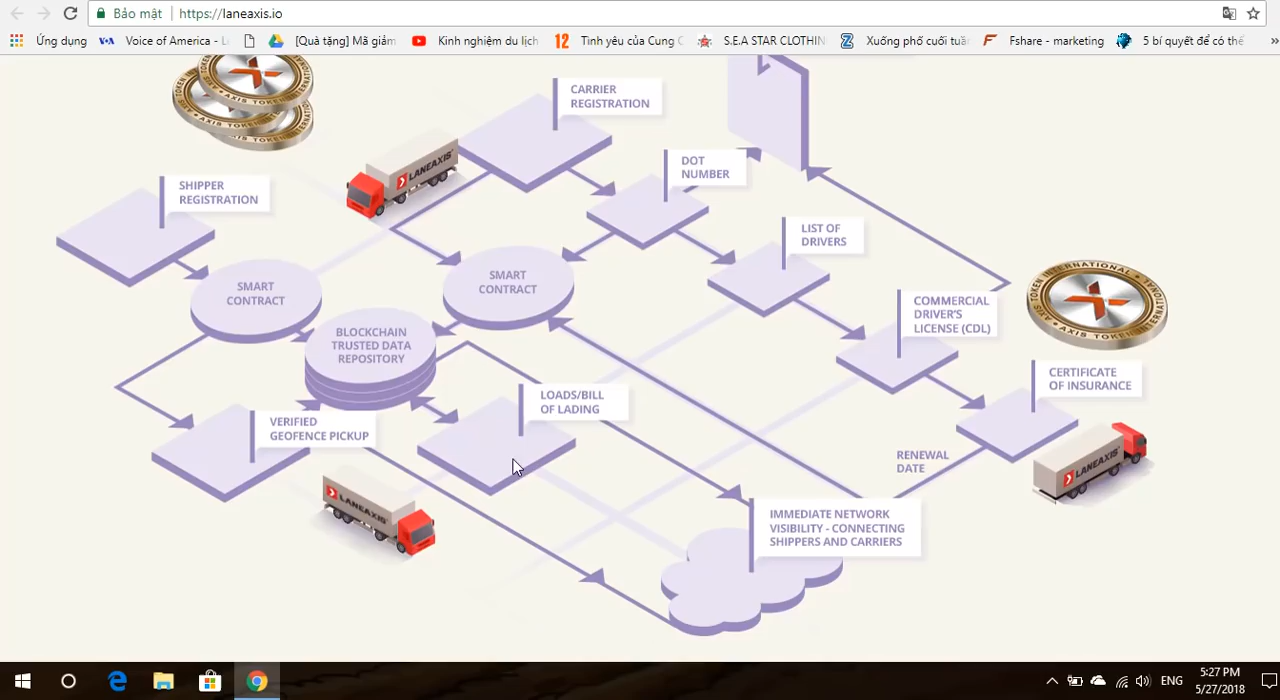 Bảo mật
https://laneaxis.io
Ứng dụng
Voice of America -
[Quà tặng] Mã giảm
Kinh nghiệm du lịch
12
Tình yêu của Cung
S.E.A STAR CLOTHIN
Xuống phố cuối tuần
Fshare - marketing
5 bí quyết để có thể
CARRIER
REGISTRATION
DOT
NUMBER
SHIPPER
REGISTRATION
LANEAXIS
LIST OF
DRIVERS
SMART
CONTRACT
SMART
CONTRACT
AXIS TOKEN INTERNATIONAL
COMMERCIAL
DRIVER'S
LICENSE (CDL)
BLOCKCHAIN
TRUSTED DATA
REPOSITORY
CERTIFICATE
OF INSURANCE
LOADS/BILL
OF LADING
VERIFIED
GEOFENCE PICKUP
RENEWAL
DATE
LANEAXIS
LANEAXIS
IMMEDIATE NETWORK
VISIBILITY - CONNECTING
SHIPPERS AND CARRIERS
ENG
5:27 PM
5/27/2018